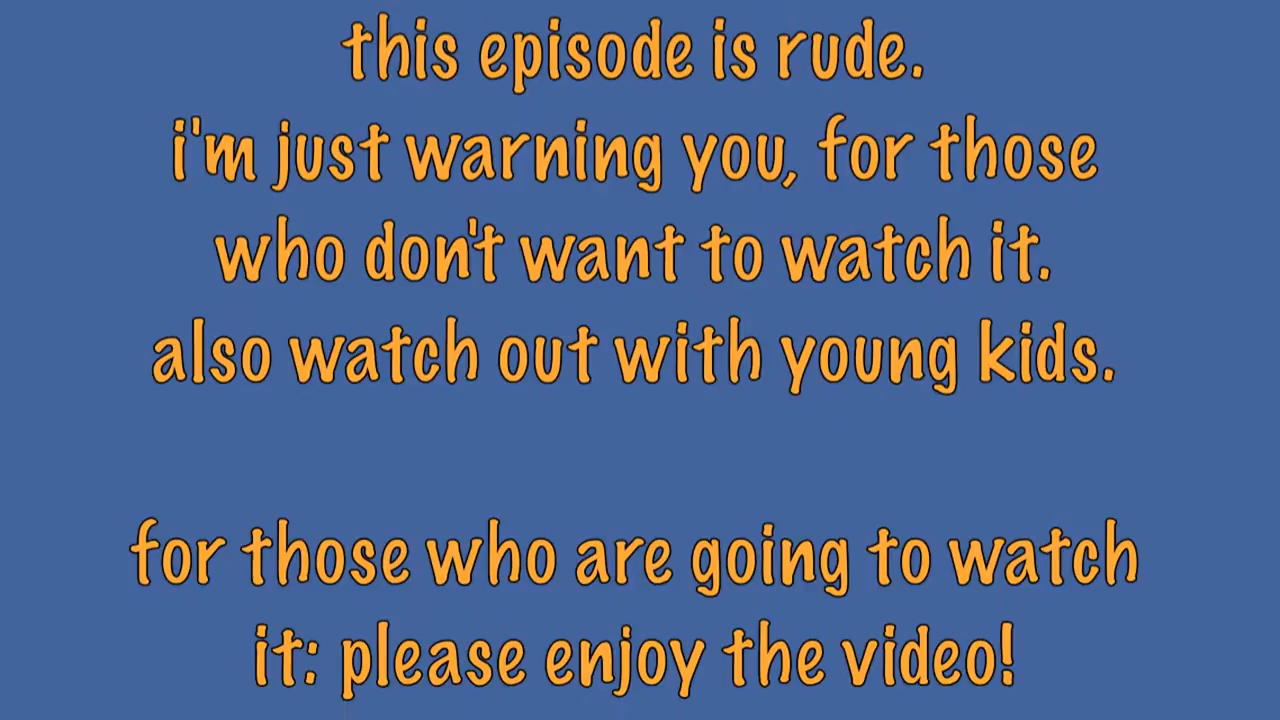 this episode is rude.
i'm just warning you, for those
who don't want to watch it.
also watch out with young kids.
for those who are going to watch
it: please enjoy the video!